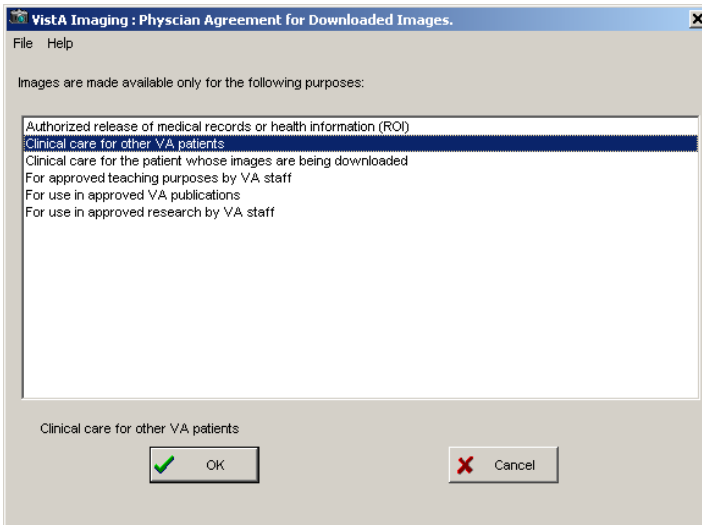 VistA Imaging : Physcian Agreement for Downloaded Images.
File Help
Images are made available only for the following purposes:
Authorized release of medical records or health information (ROI)
Clinical care for other VA patients
Clinical care for the patient whose images are being downloaded
For approved teaching purposes by VA staff
For use in approved VA publications
For use in approved research by VA staff
Clinical care for other VA patients
OK Cancel